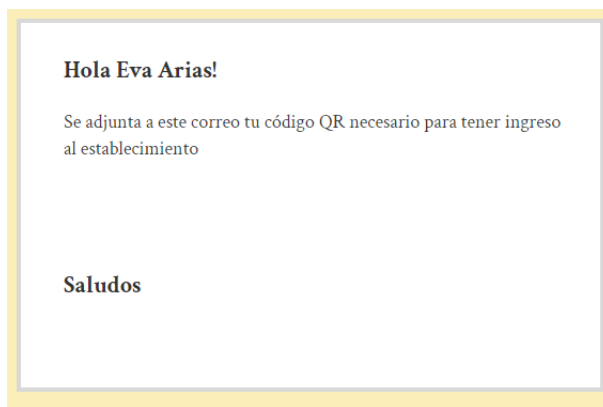 Hola Eva Arias!
Se adjunta a este correo tu código QR necesario para tener ingreso
al establecimiento
Saludos